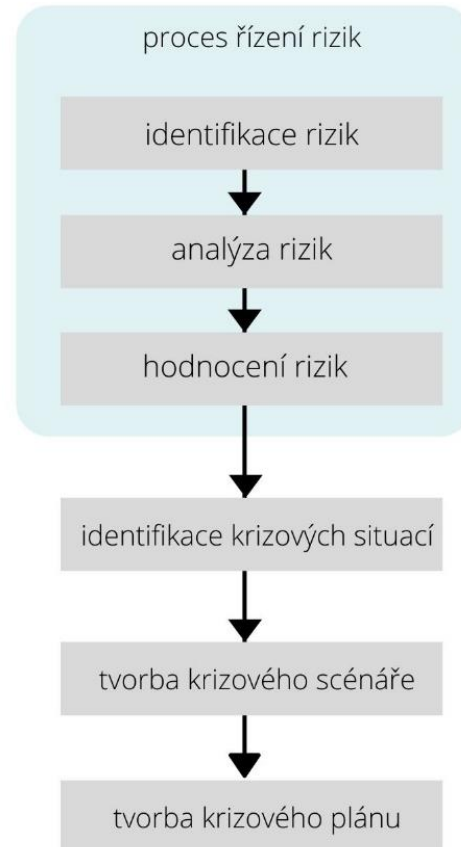 proces řízení rizik
identifikace rizik
analýza rizik
hodnocení rizik
identifikace krizových situací
tvorba krizového scénáře
tvorba krizového plánu